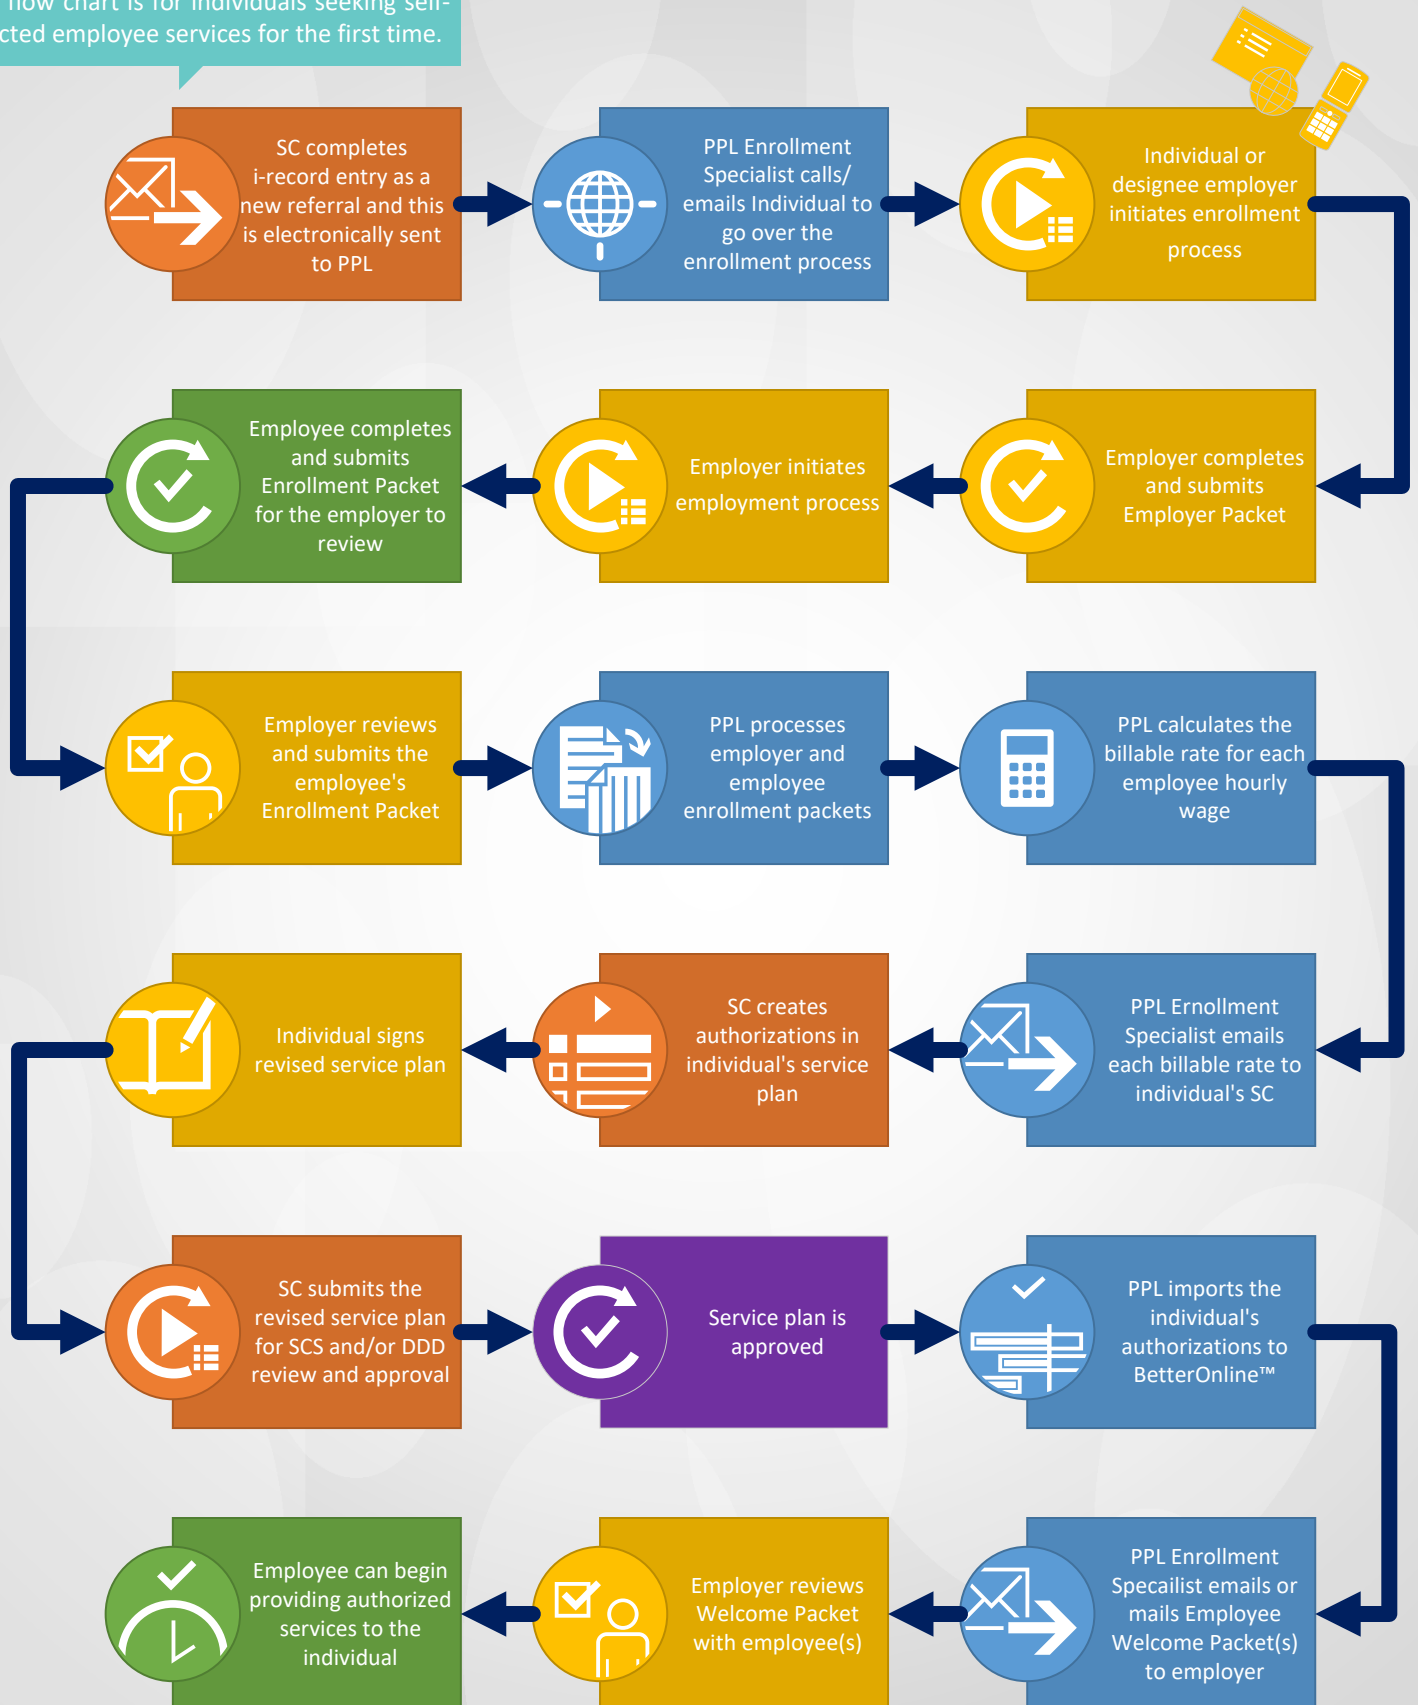 flow chart is for individuals seeking self-
cted employee services for the first time.
SC completes
i-record entry as a
new referral and this
is electronically sent
to PPL
PPL Enrollment
Specialist calls/
emails Individual to
go over the
enrollment process
Individual or
designee employer
initiates enrollment
process
Employer completes
and submits
Employer Packet
Employer initiates
employment process
Employee completes
and submits
Enrollment Packet
for the employer to
review
Employer reviews
and submits the
employee's
Enrollment Packet
PPL processes
employer and
employee
enrollment packets
PPL calculates the
billable rate for each
employee hourly
wage
PPL Ernollment
Specialist emails
each billable rate to
individual's SC
SC creates
authorizations in
individual's service
plan
Individual signs
revised service plan
SC submits the
revised service plan
for SCS and/or DDD
review and approval
Service plan is
approved
PPL imports the
individual's
authorizations to
BetterOnline™
PPL Enrollment
Specailist emails or
mails Employee
Welcome Packet(s)
to employer
Employer reviews
Welcome Packet
with employee(s)
Employee can begin
providing authorized
services to the
individual